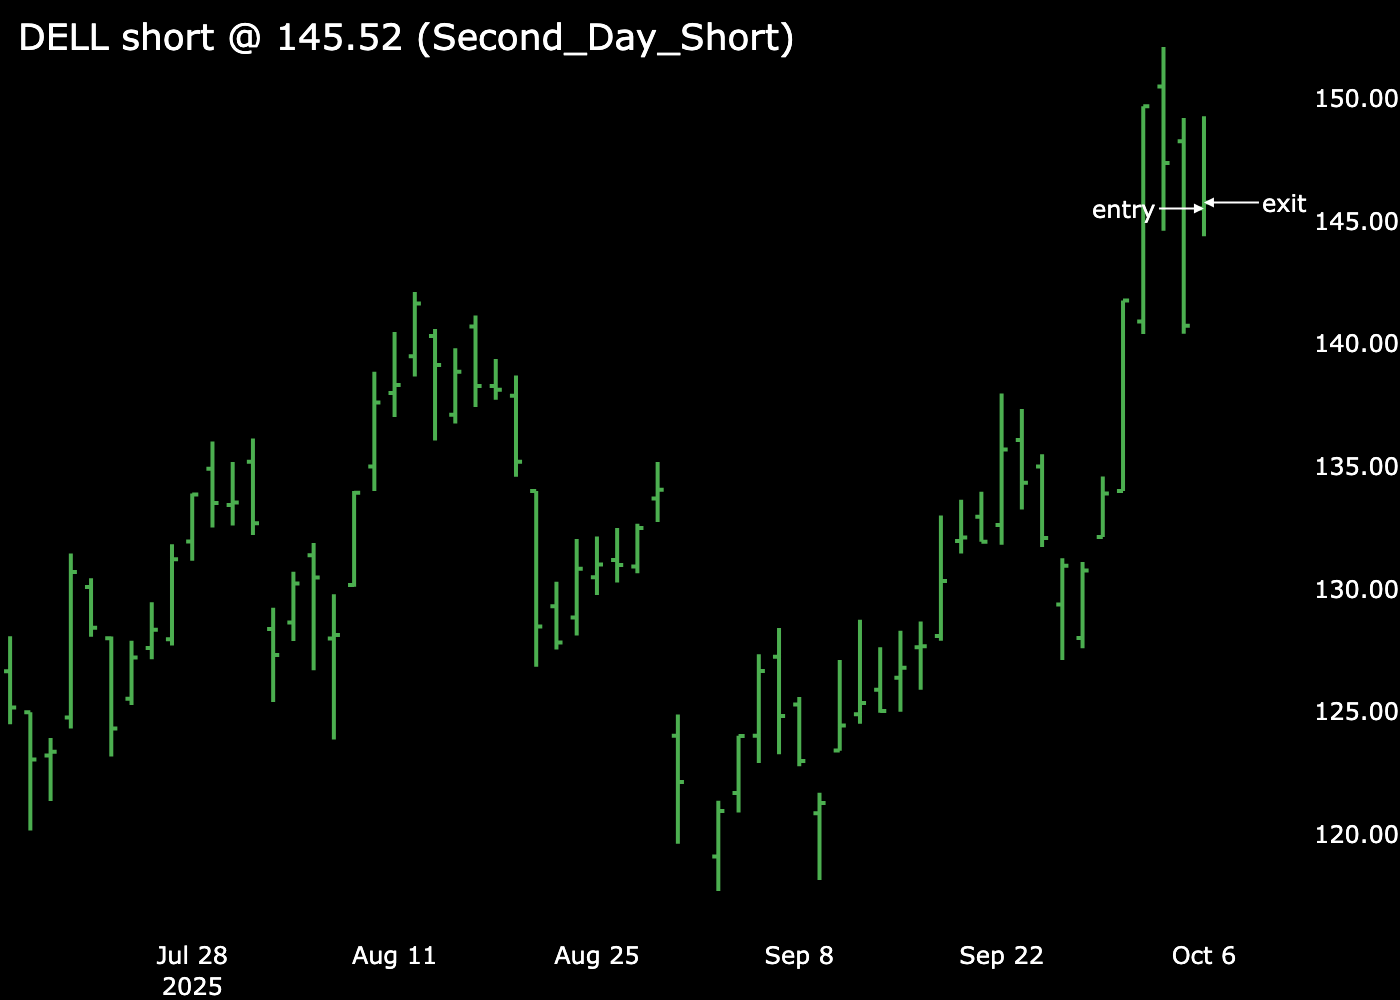 DELL short @ 145.52 (Second_Day_Short)
150.00
entry
exit
145.00
140.00
135.00
130.00
125.00
120.00
Jul 28
2025
Aug 11
Aug 25
Sep 8
Sep 22
Oct 6